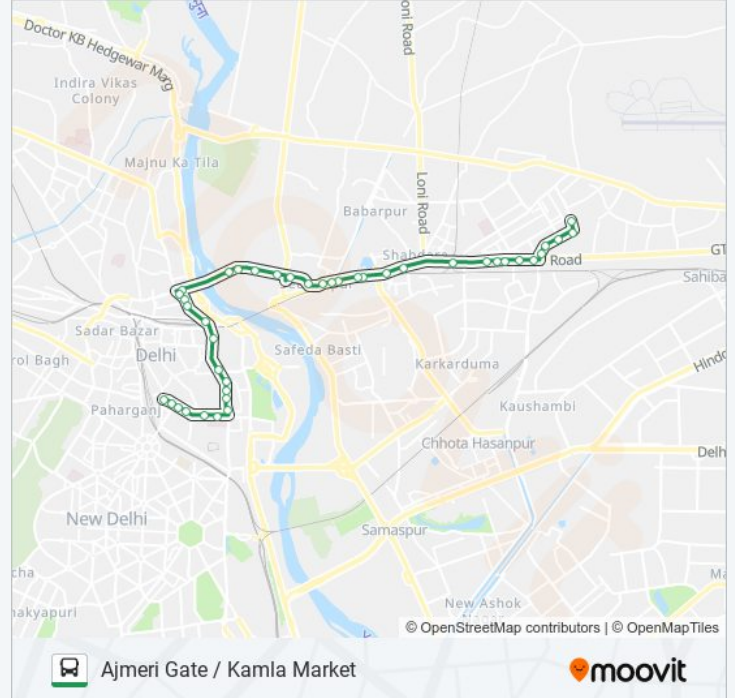 मुना
Doctor KB Hedgewar Marg
Loni Road
Indira Vikas
Colony
Majnu Ka Tila
Loni Road
Babarpur
Shahdara
Road
GT
Sahiba
Sadar Bazar
Delhi
rol Bagh
Safeda Basti
Karkarduma
Hindo
Paharganj
Kaushambi
Chhota Hasanpur
Delh
New Delhi
Samaspur
cha
Ma
nakyapuri
New Ashok
Nagar
© OpenStreetMap contributors | © OpenMapTiles
Ajmeri Gate / Kamla Market
moovit